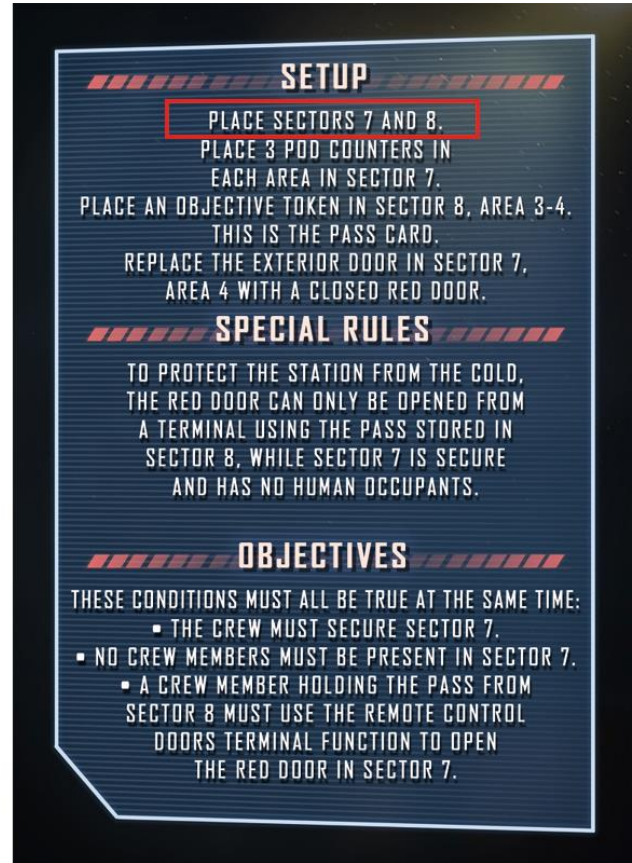 SETUP
PLACE SECTORS 7 AND 8.
PLACE 3 POD COUNTERS IN
EACH AREA IN SECTOR 7.
PLACE AN OBJECTIVE TOKEN IN SECTOR 8, AREA 3-4.
THIS IS THE PASS CARD.
REPLACE THE EXTERIOR DOOR IN SECTOR 7,
AREA 4 WITH A CLOSED RED DOOR.
SPECIAL RULES
TO PROTECT THE STATION FROM THE COLD,
THE RED DOOR CAN ONLY BE OPENED FROM
A TERMINAL USING THE PASS STORED IN
SECTOR 8, WHILE SECTOR 7 IS SECURE
AND HAS NO HUMAN OCCUPANTS.
OBJECTIVES
THESE CONDITIONS MUST ALL BE TRUE AT THE SAME TIME:
▪ THE CREW MUST SECURE SECTOR 7.
▪ NO CREW MEMBERS MUST BE PRESENT IN SECTOR 7.
▪ A CREW MEMBER HOLDING THE PASS FROM
SECTOR 8 MUST USE THE REMOTE CONTROL
DOORS TERMINAL FUNCTION TO OPEN
THE RED DOOR IN SECTOR 7.